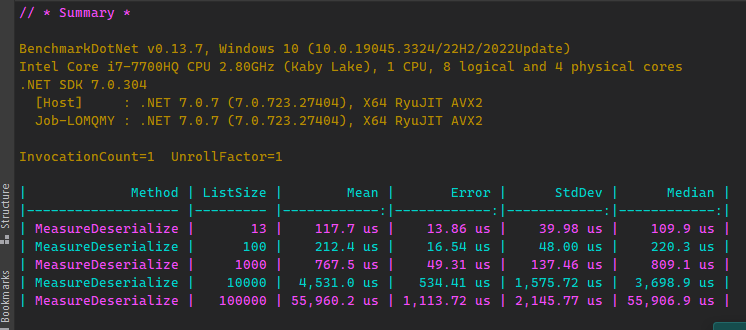 // * Summary *
BenchmarkDotNet v0.13.7, Windows 10 (10.0.19045.3324/22H2/2022Update)
Intel Core i7-7700HQ CPU 2.80GHz (Kaby Lake), 1 CPU, 8 logical and 4 physical cores
.NET SDK 7.0.304
  [Host]     : .NET 7.0.7 (7.0.723.27404), X64 RyuJIT AVX2
  Job-LOMQMY : .NET 7.0.7 (7.0.723.27404), X64 RyuJIT AVX2
InvocationCount=1  UnrollFactor=1
|             Method | ListSize |        Mean |       Error |      StdDev |      Median |
|------------------- |--------- |------------:|------------:|------------:|------------:|
| MeasureDeserialize |       13 |    117.7 us |    13.86 us |    39.98 us |    109.9 us |
| MeasureDeserialize |      100 |    212.4 us |    16.54 us |    48.00 us |    220.3 us |
| MeasureDeserialize |     1000 |    767.5 us |    49.31 us |   137.46 us |    809.1 us |
| MeasureDeserialize |    10000 |  4,531.0 us |   534.41 us | 1,575.72 us |  3,698.9 us |
| MeasureDeserialize |   100000 | 55,960.2 us | 1,113.72 us | 2,145.77 us | 55,906.9 us |
Structure
Bookmarks